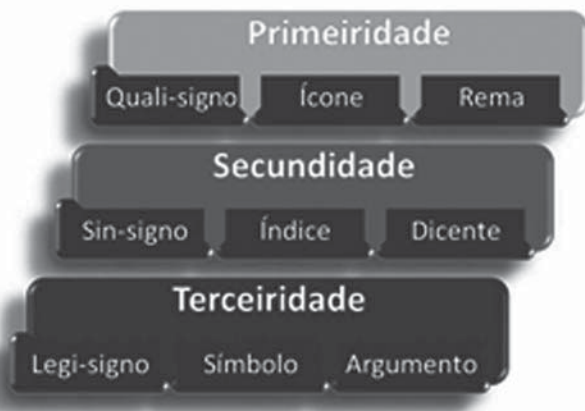 Primeiridade
Quali-signo Ícone Rema
Secundidade
Sin-signo Índice Dicente
Terceiridade
Legi-signo Símbolo Argumento